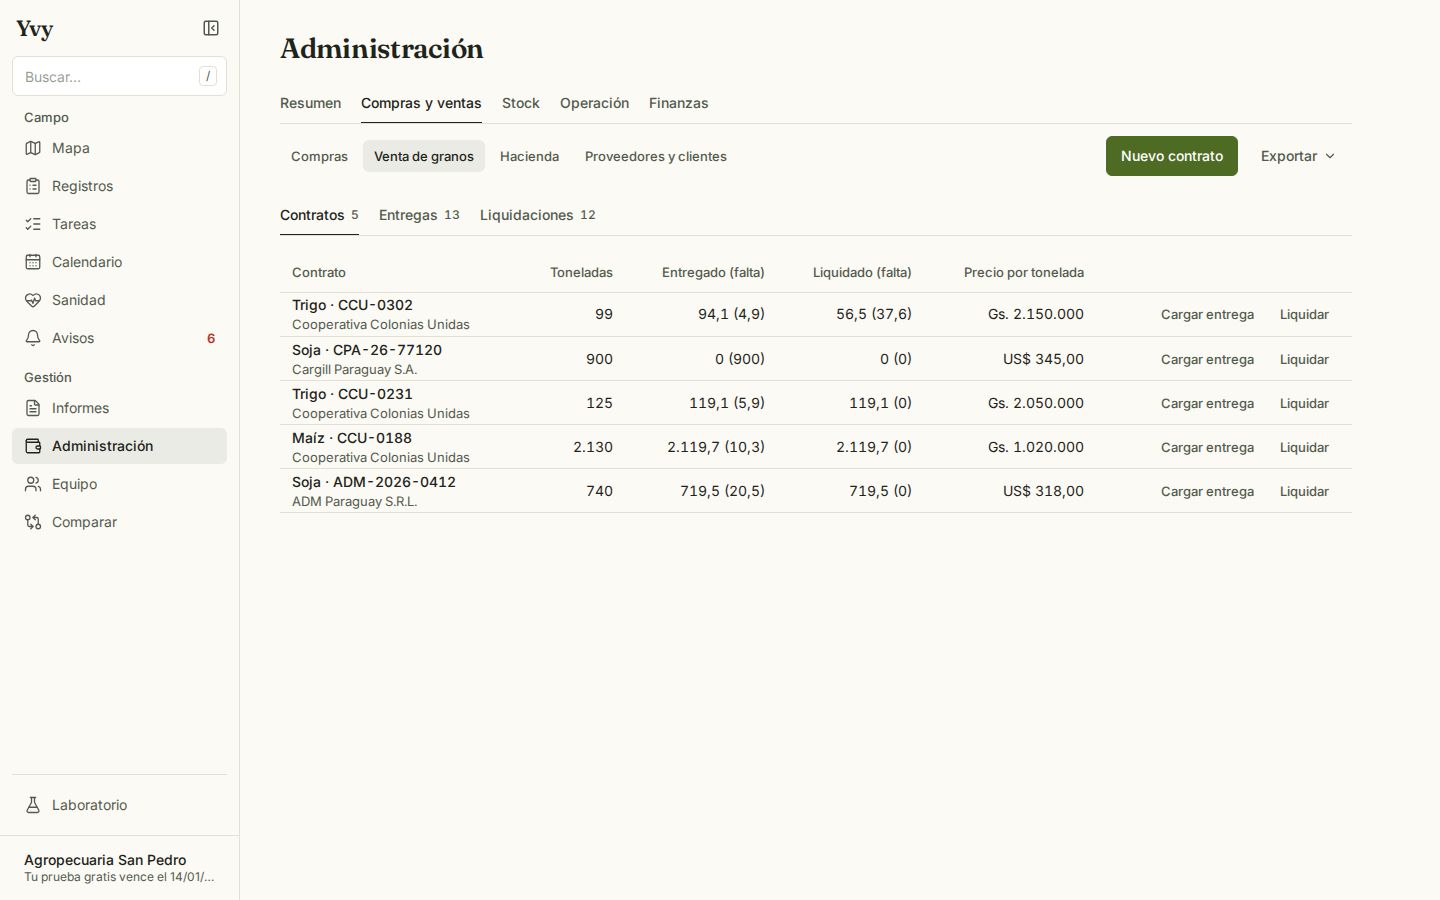 Yvy
Buscar... /
Campo
Mapa
Registros
Tareas
Calendario
Sanidad
Avisos 6
Gestión
Informes
Administración
Equipo
Comparar
Laboratorio
Agropecuaria San Pedro
Tu prueba gratis vence el 14/01/...
Administración
Resumen Compras y ventas Stock Operación Finanzas
Compras Venta de granos Hacienda Proveedores y clientes Nuevo contrato Exportar
Contratos 5 Entregas 13 Liquidaciones 12
Contrato Toneladas Entregado (falta) Liquidado (falta) Precio por tonelada
Trigo · CCU-0302 99 94,1 (4,9) 56,5 (37,6) Gs. 2.150.000 Cargar entrega Liquidar
Cooperativa Colonias Unidas
Soja · CPA-26-77120 900 0 (900) 0 (0) US$ 345,00 Cargar entrega Liquidar
Cargill Paraguay S.A.
Trigo · CCU-0231 125 119,1 (5,9) 119,1 (0) Gs. 2.050.000 Cargar entrega Liquidar
Cooperativa Colonias Unidas
Maíz · CCU-0188 2.130 2.119,7 (10,3) 2.119,7 (0) Gs. 1.020.000 Cargar entrega Liquidar
Cooperativa Colonias Unidas
Soja · ADM-2026-0412 740 719,5 (20,5) 719,5 (0) US$ 318,00 Cargar entrega Liquidar
ADM Paraguay S.R.L.